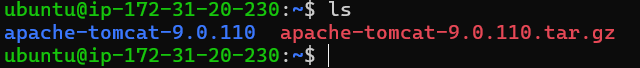 ubuntu@ip-172-31-20-230:~$ ls
apache-tomcat-9.0.110  apache-tomcat-9.0.110.tar.gz
ubuntu@ip-172-31-20-230:~$